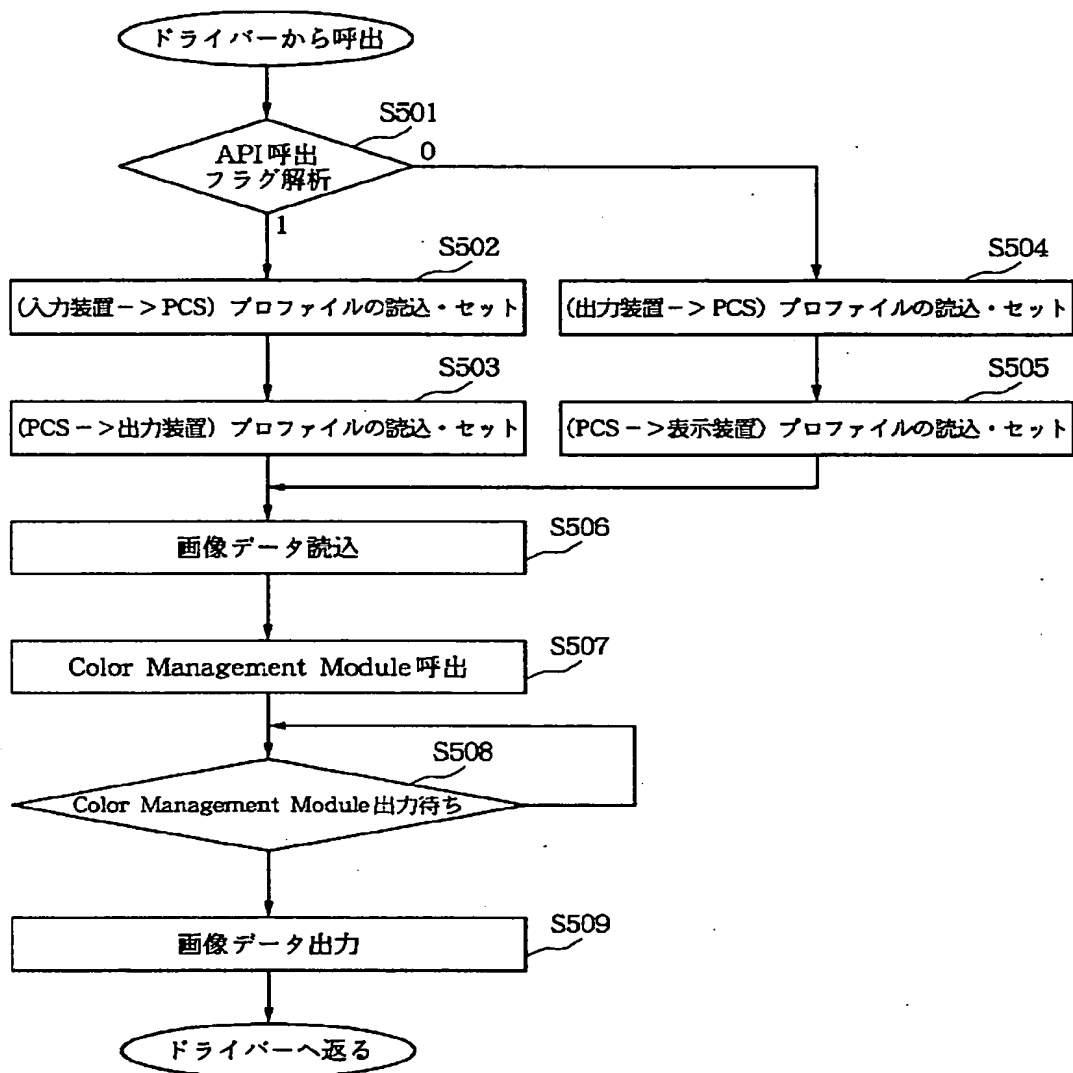 ドライバーから呼出
S501
API呼出
フラグ解析
0
1
S502
(入力装置->PCS) プロファイルの読込・セット
S504
(出力装置->PCS) プロファイルの読込・セット
S503
(PCS->出力装置) プロファイルの読込・セット
S505
(PCS->表示装置) プロファイルの読込・セット
S506
画像データ読込
S507
Color Management Module呼出
S508
Color Management Module出力待ち
S509
画像データ出力
ドライバーへ返る